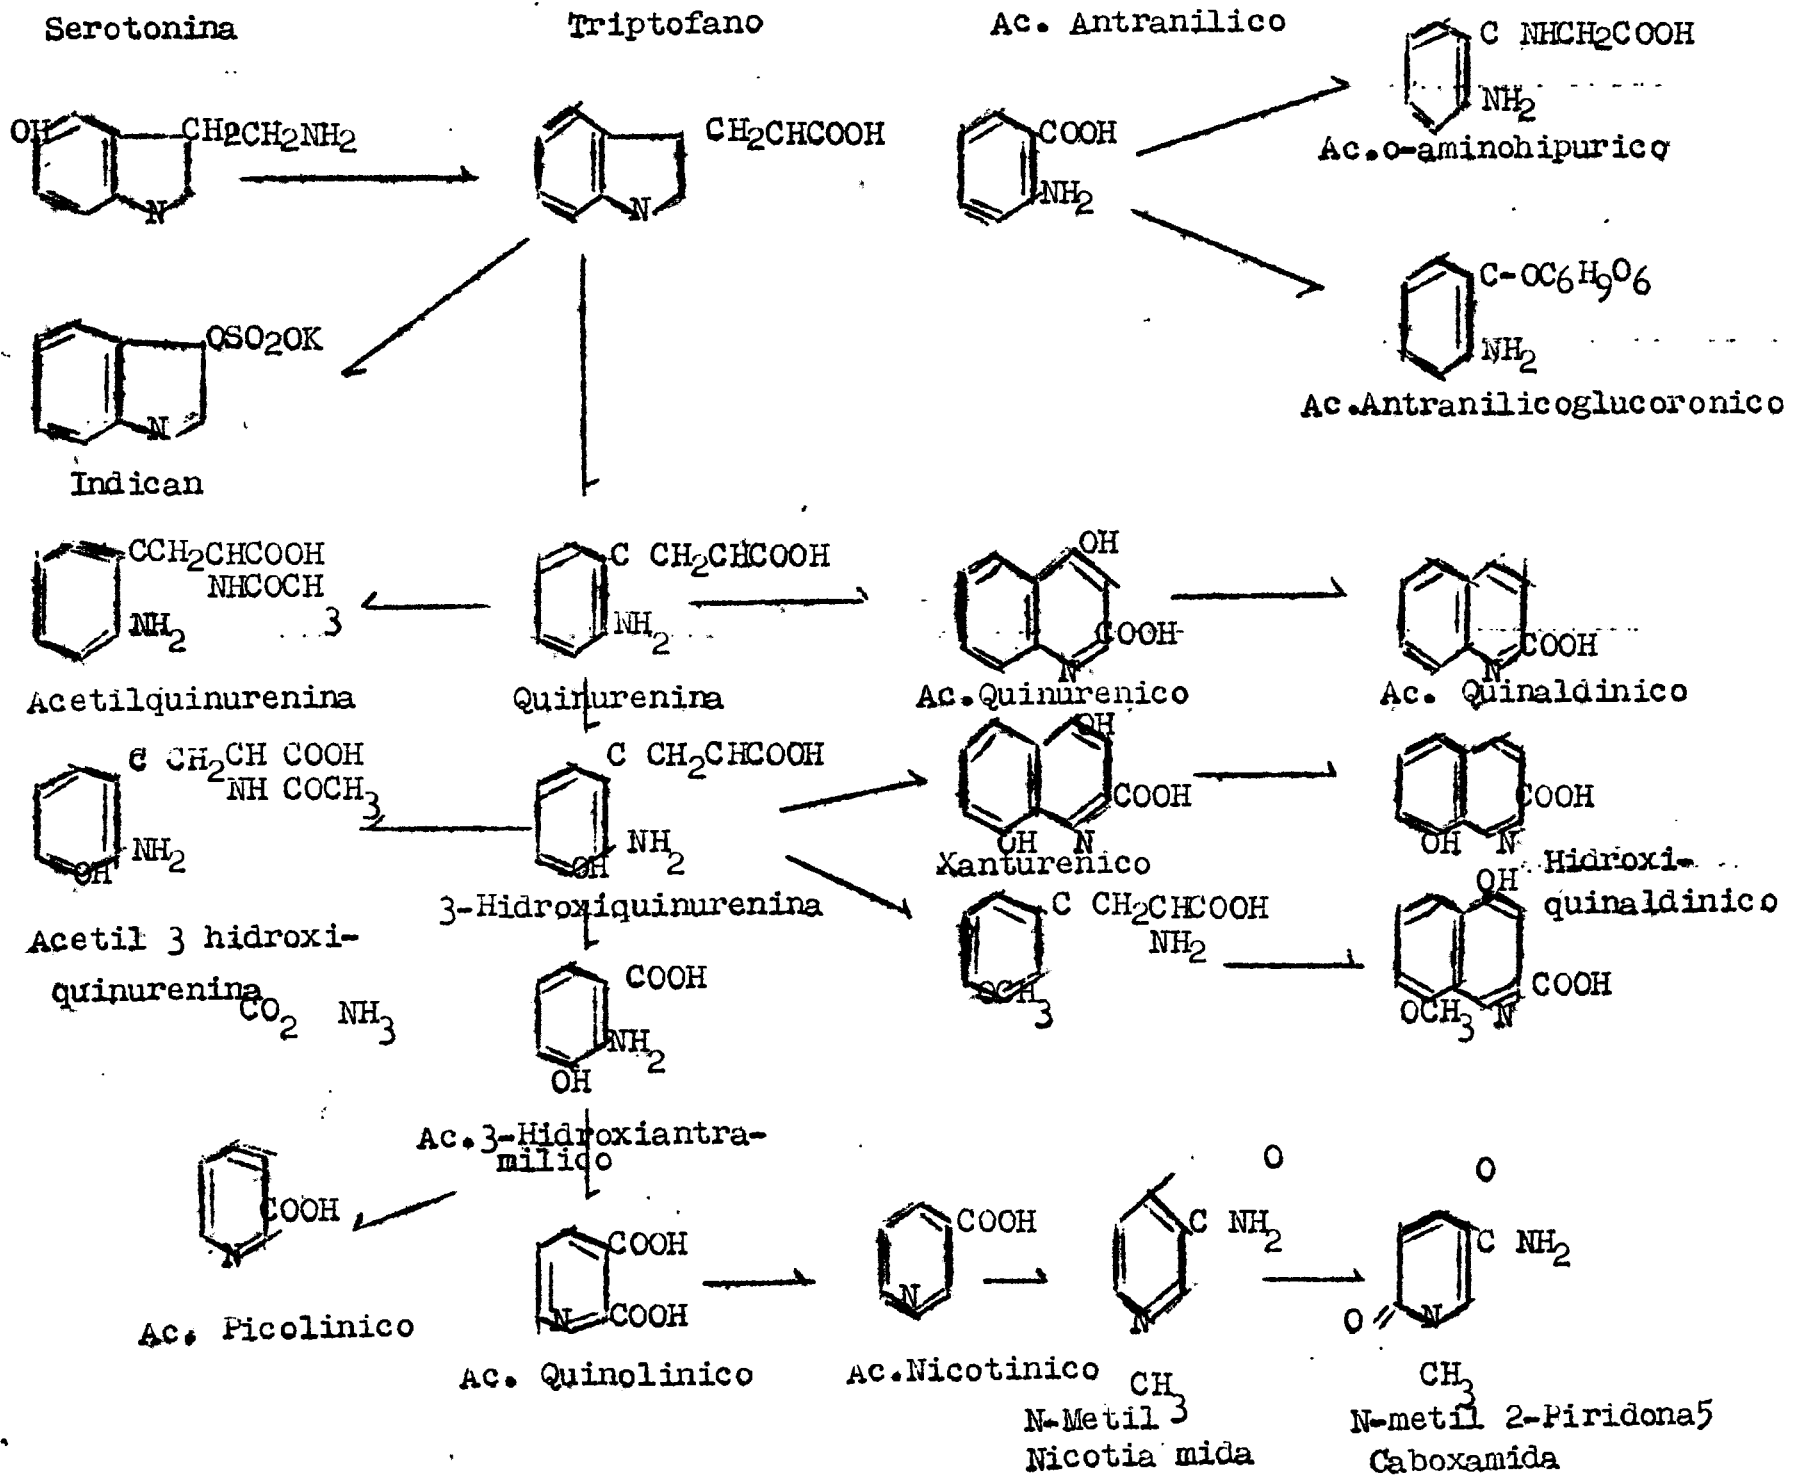 Serotonina
Triptofano
Ac. Antranilico
C NHCH2COOH
NH2
Ac.o-aminohipurico
OH
CH2CH2NH2
N
CH2CHCOOH
N
COOH
NH2
C-OC6H9O6
NH2
Ac.Antranilicoglucoronico
OSO2OK
N
Indican
CCH2CHCOOH
NHCOCH
3
NH2
Acetilquinurenina
C CH2CHCOOH
NH2
Quinurenina
OH
COOH
N
Ac.Quinurenico
COOH
N
Ac. Quinaldinico
C CH2CH COOH
NH COCH3
NH2
OH
Acetil 3 hidroxi-
quinurenina
C CH2CHCOOH
NH2
OH
3-Hidroxiquinurenina
OH
COOH
OH N
Xanturenico
COOH
OH N
Hidroxi-
quinaldinico
C CH2CHCOOH
NH2
OCH3
OH
COOH
OCH3 N
CO2 NH3
COOH
NH2
OH
Ac.3-Hidroxiantra-
milico
COOH
N
Ac. Picolinico
COOH
N COOH
Ac. Quinolinico
COOH
N
Ac.Nicotinico
O
C NH2
N
CH3
N-Metil
Nicotia mida
O
C NH2
O
N
CH3
N-metil 2-Piridona5
Caboxamida